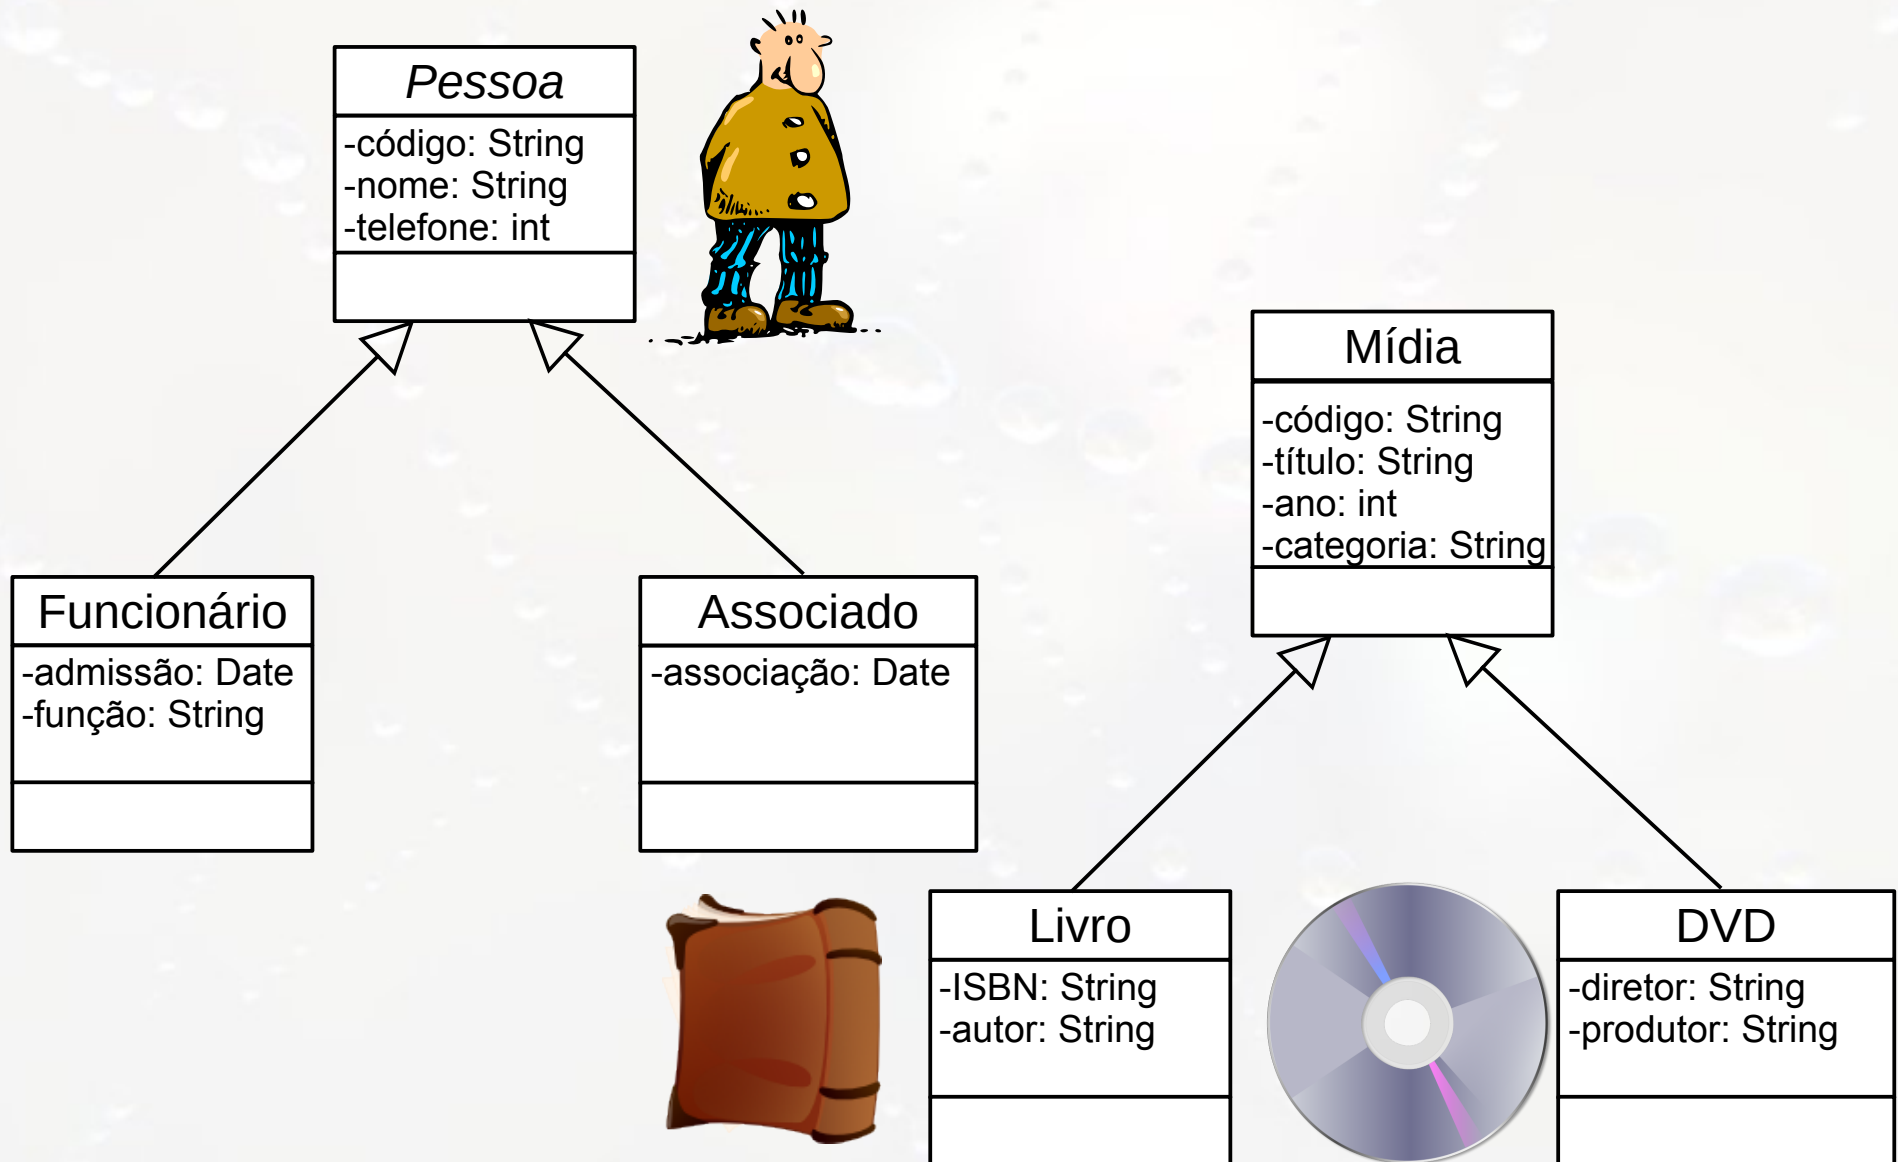 Pessoa
-código: String
-nome: String
-telefone: int
Funcionário
-admissão: Date
-função: String
Associado
-associação: Date
Mídia
-código: String
-título: String
-ano: int
-categoria: String
Livro
-ISBN: String
-autor: String
DVD
-diretor: String
-produtor: String